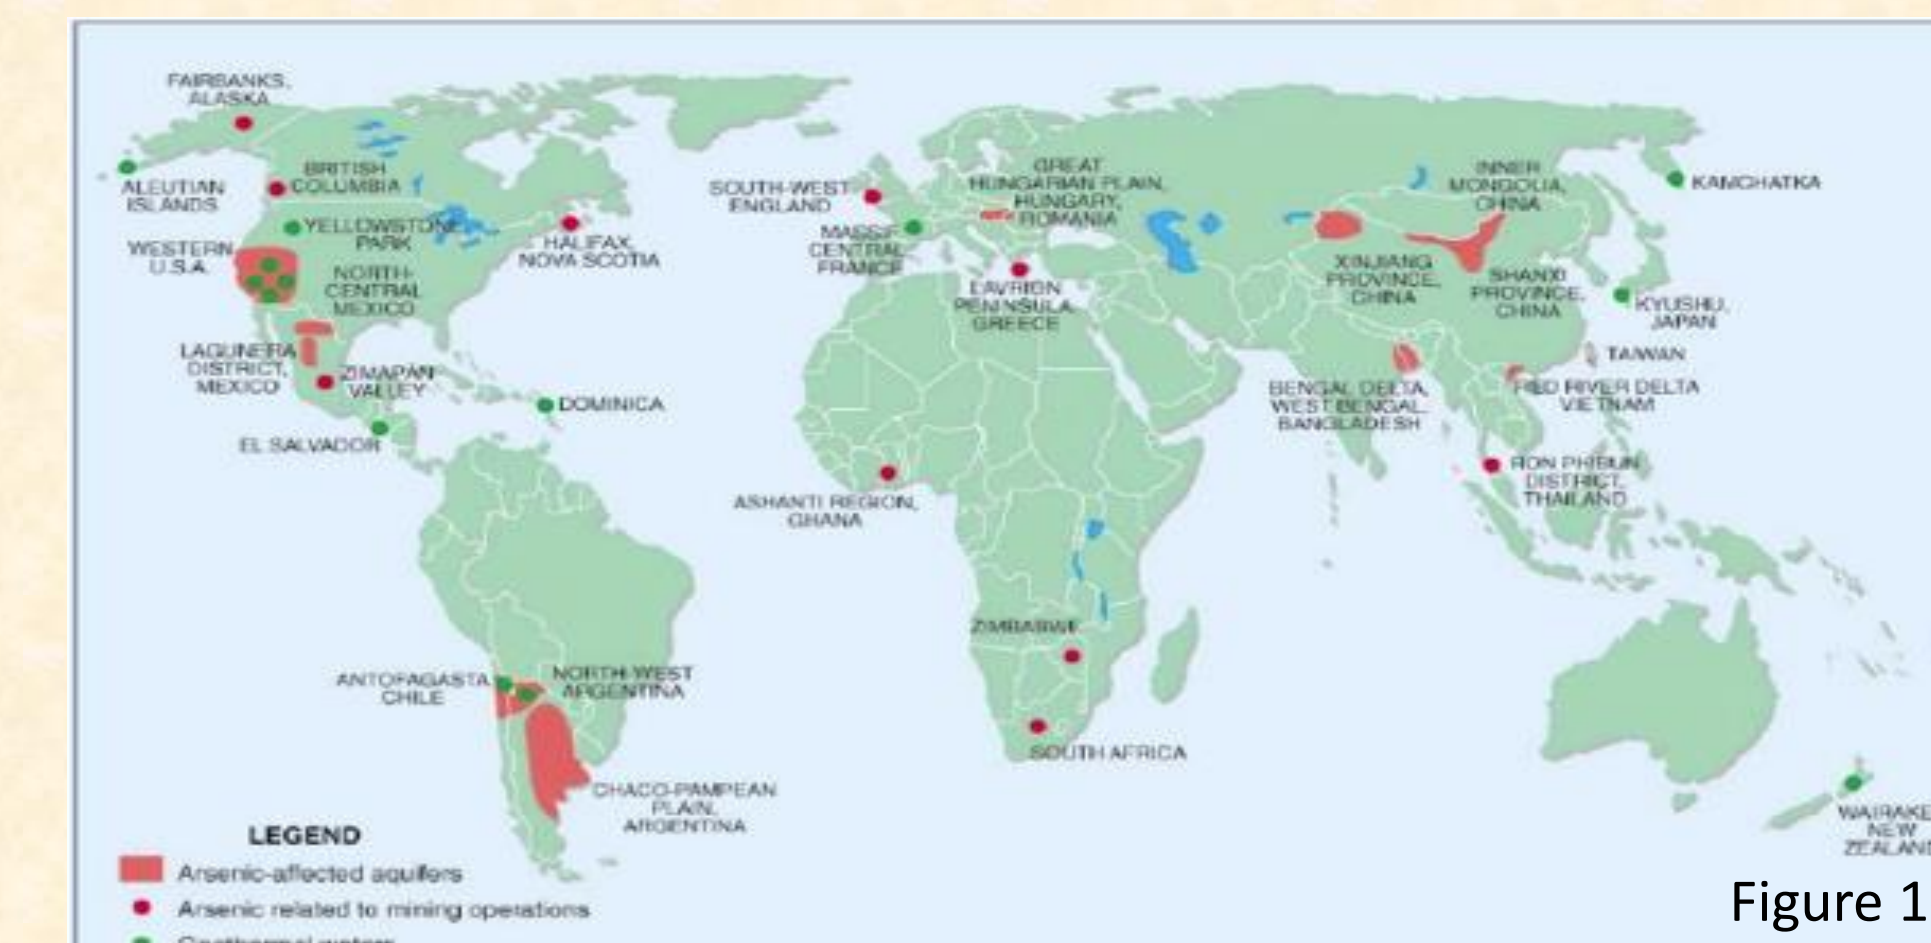 FAIRBANKS,
ALASKA
ALEUTIAN
ISLANDS
BRITISH
COLUMBIA
YELLOWSTONE
PARK
WESTERN
U.S.A.
HALIFAX,
NOVA SCOTIA
NORTH-
CENTRAL
MEXICO
LAGUNERA
DISTRICT,
MEXICO
ZIMAPAN
VALLEY
DOMINICA
EL SALVADOR
ANTOFAGASTA
CHILE
NORTH-WEST
ARGENTINA
CHACO-PAMPEAN
PLAIN,
ARGENTINA
SOUTH-WEST
ENGLAND
MASSIF
CENTRAL
FRANCE
GREAT
HUNGARIAN PLAIN,
HUNGARY,
ROMANIA
LAVRION
PENINSULA,
GREECE
ASHANTI REGION,
GHANA
ZIMBABWE
SOUTH AFRICA
INNER
MONGOLIA,
CHINA
KAMCHATKA
XINJIANG
PROVINCE,
CHINA
SHANXI
PROVINCE,
CHINA
KYUSHU,
JAPAN
TAIWAN
BENGAL DELTA,
WEST BENGAL,
BANGLADESH
RED RIVER DELTA
VIETNAM
RON PHIBUN
DISTRICT,
THAILAND
WAIRAKE
NEW
ZEALAN
LEGEND
Arsenic-affected aquifers
Arsenic related to mining operations
Geothermal waters
Figure 1